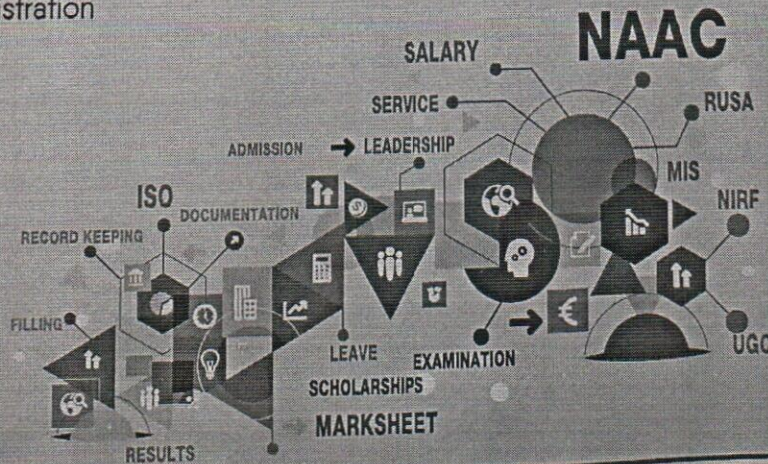 stration
NAAC
SALARY
SERVICE
RUSA
ADMISSION
LEADERSHIP
MIS
ISO
DOCUMENTATION
NIRF
RECORD KEEPING
FILLING
LEAVE
EXAMINATION
UGC
SCHOLARSHIPS
MARKSHEET
RESULTS